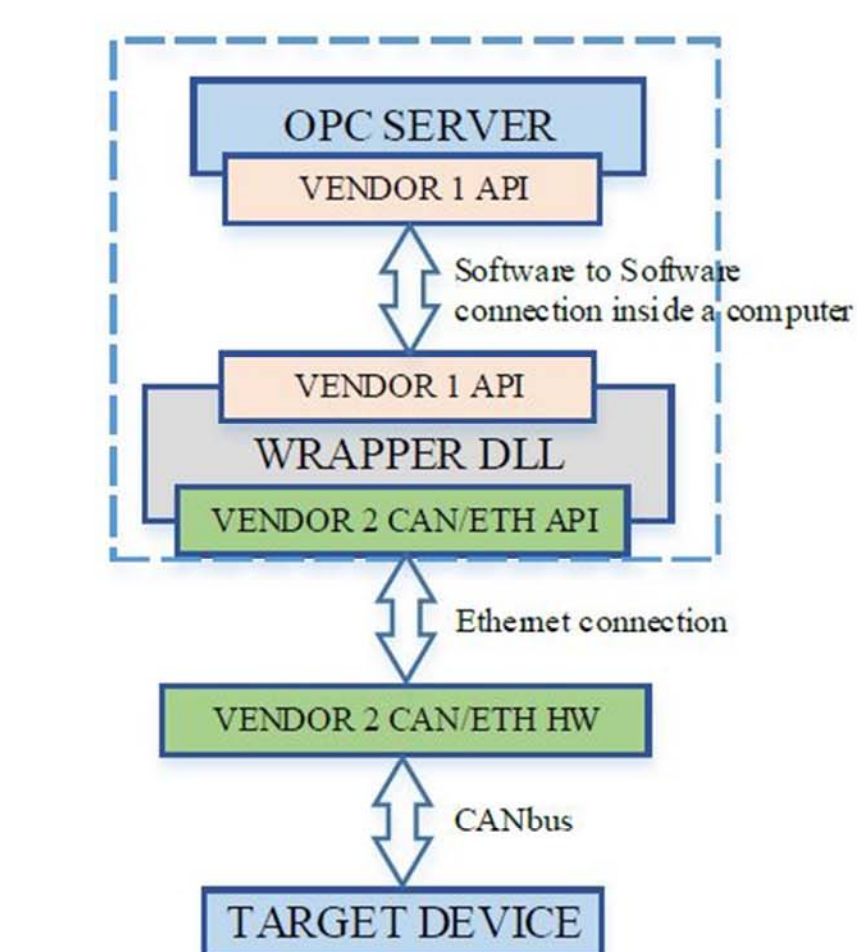 OPC SERVER
VENDOR 1 API
Software to Software
connection inside a computer
VENDOR 1 API
WRAPPER DLL
VENDOR 2 CAN/ETH API
Ethernet connection
VENDOR 2 CAN/ETH HW
CANbus
TARGET DEVICE